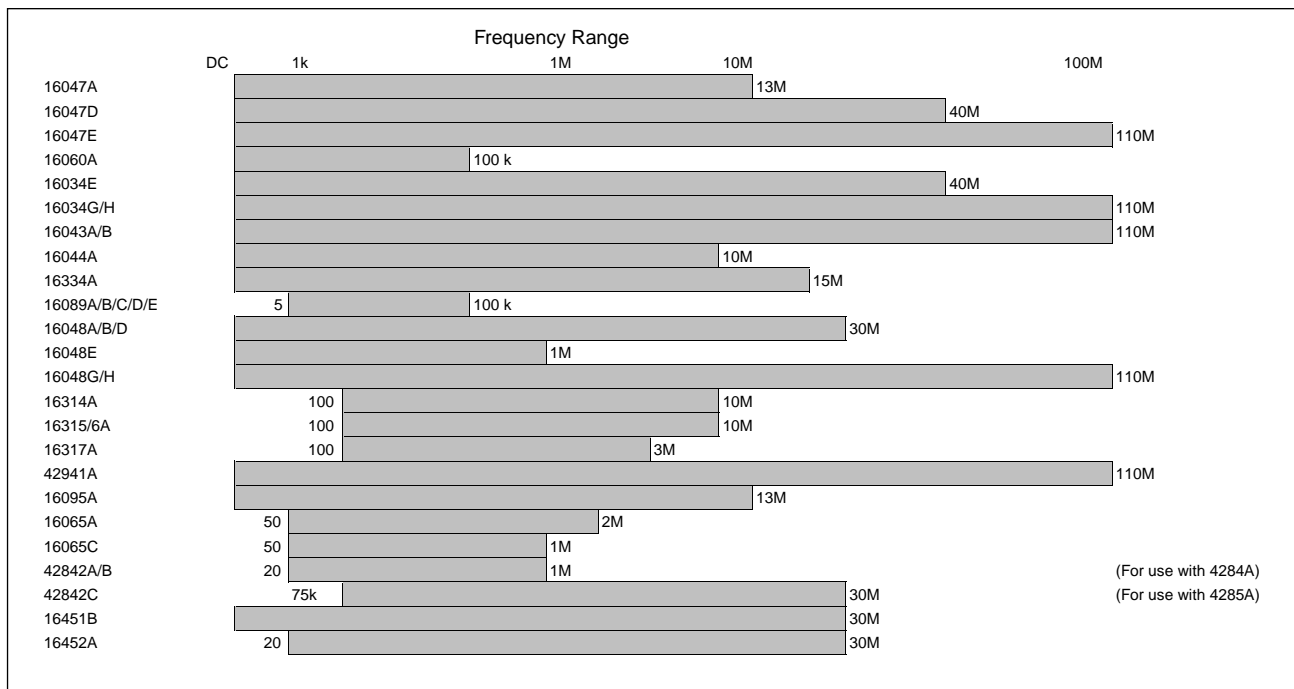 Frequency Range
DC 1k 1M 10M 100M
16047A 13M
16047D 40M
16047E 110M
16060A 100 k
16034E 40M
16034G/H 110M
16043A/B 110M
16044A 10M
16334A 15M
16089A/B/C/D/E 5 100 k
16048A/B/D 30M
16048E 1M
16048G/H 110M
16314A 100 10M
16315/6A 100 10M
16317A 100 3M
42941A 110M
16095A 13M
16065A 50 2M
16065C 50 1M
42842A/B 20 1M (For use with 4284A)
42842C 75k 30M (For use with 4285A)
16451B 30M
16452A 20 30M